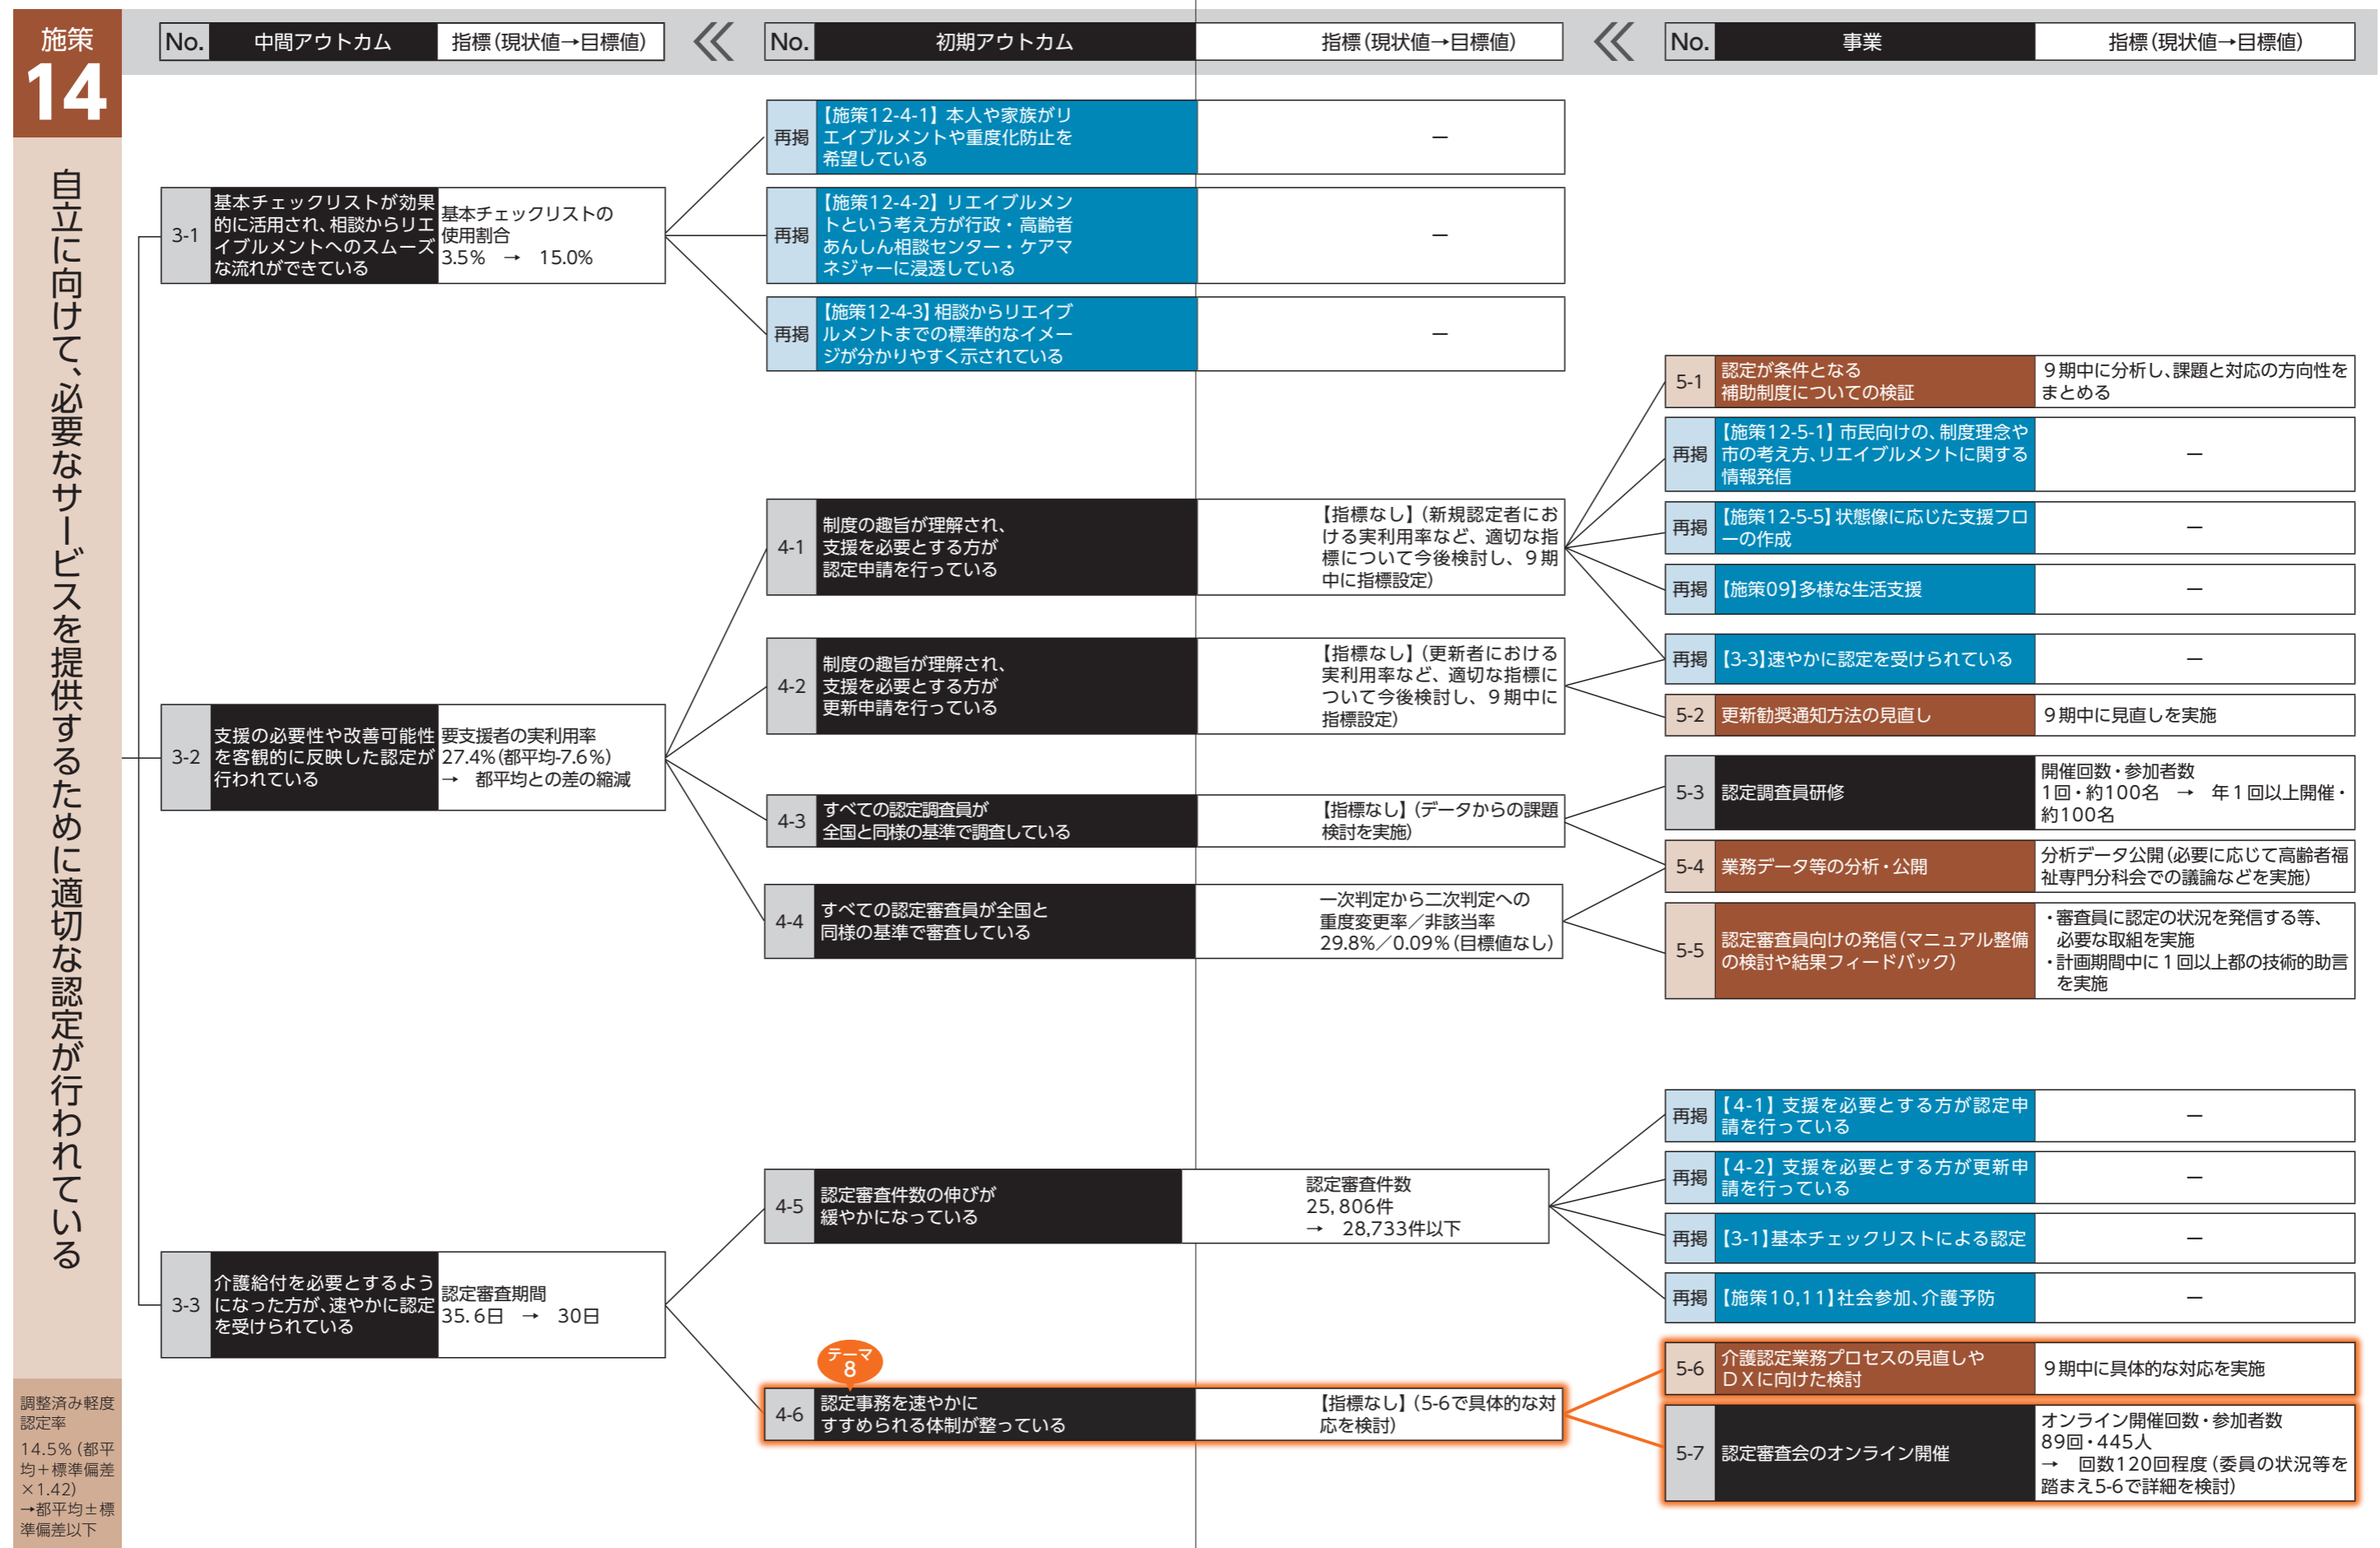 施策
14
自立に向けて、必要なサービスを提供するために適切な認定が行われている
調整済み軽度
認定率
14.5%（都平
均＋標準偏差
×1.42）
→都平均±標
準偏差以下
No.
中間アウトカム
指標（現状値→目標値）
No.
初期アウトカム
指標（現状値→目標値）
No.
事業
指標（現状値→目標値）
3-1
基本チェックリストが効果
的に活用され、相談からリエ
イブルメントへのスムーズ
な流れができている
基本チェックリストの
使用割合
3.5%　→　15.0%
再掲
【施策12-4-1】本人や家族がリ
エイブルメントや重度化防止を
希望している
―
再掲
【施策12-4-2】リエイブルメン
トという考え方が行政・高齢者
あんしん相談センター・ケアマ
ネジャーに浸透している
―
再掲
【施策12-4-3】相談からリエイブ
ルメントまでの標準的なイメー
ジが分かりやすく示されている
―
3-2
支援の必要性や改善可能性
を客観的に反映した認定が
行われている
要支援者の実利用率
27.4%（都平均-7.6%）
→　都平均との差の縮減
4-1
制度の趣旨が理解され、
支援を必要とする方が
認定申請を行っている
【指標なし】（新規認定者にお
ける実利用率など、適切な指
標について今後検討し、９期
中に指標設定）
5-1
認定が条件となる
補助制度についての検証
９期中に分析し、課題と対応の方向性を
まとめる
再掲
【施策12-5-1】市民向けの、制度理念や
市の考え方、リエイブルメントに関する
情報発信
―
再掲
【施策12-5-5】状態像に応じた支援フロ
ーの作成
―
再掲
【施策09】多様な生活支援
―
再掲
【3-3】速やかに認定を受けられている
―
4-2
制度の趣旨が理解され、
支援を必要とする方が
更新申請を行っている
【指標なし】（更新者における
実利用率など、適切な指標に
ついて今後検討し、９期中に
指標設定）
5-2
更新勧奨通知方法の見直し
９期中に見直しを実施
4-3
すべての認定調査員が
全国と同様の基準で調査している
【指標なし】（データからの課題
検討を実施）
5-3
認定調査員研修
開催回数・参加者数
1回・約100名　→　年１回以上開催・
約100名
5-4
業務データ等の分析・公開
分析データ公開（必要に応じて高齢者福
祉専門分科会での議論などを実施）
4-4
すべての認定審査員が全国と
同様の基準で審査している
一次判定から二次判定への
重度変更率／非該当率
29.8%／0.09%（目標値なし）
5-5
認定審査員向けの発信（マニュアル整備
の検討や結果フィードバック）
・審査員に認定の状況を発信する等、
必要な取組を実施
・計画期間中に１回以上都の技術的助言
を実施
3-3
介護給付を必要とするよう
になった方が、速やかに認定
を受けられている
認定審査期間
35.6日　→　30日
4-5
認定審査件数の伸びが
緩やかになっている
認定審査件数
25,806件
→　28,733件以下
再掲
【4-1】支援を必要とする方が認定申
請を行っている
―
再掲
【4-2】支援を必要とする方が更新申
請を行っている
―
再掲
【3-1】基本チェックリストによる認定
―
再掲
【施策10,11】社会参加、介護予防
―
テーマ
8
4-6
認定事務を速やかに
すすめられる体制が整っている
【指標なし】（5-6で具体的な対
応を検討）
5-6
介護認定業務プロセスの見直しや
ＤＸに向けた検討
９期中に具体的な対応を実施
5-7
認定審査会のオンライン開催
オンライン開催回数・参加者数
89回・445人
→　回数120回程度（委員の状況等を
踏まえ5-6で詳細を検討）